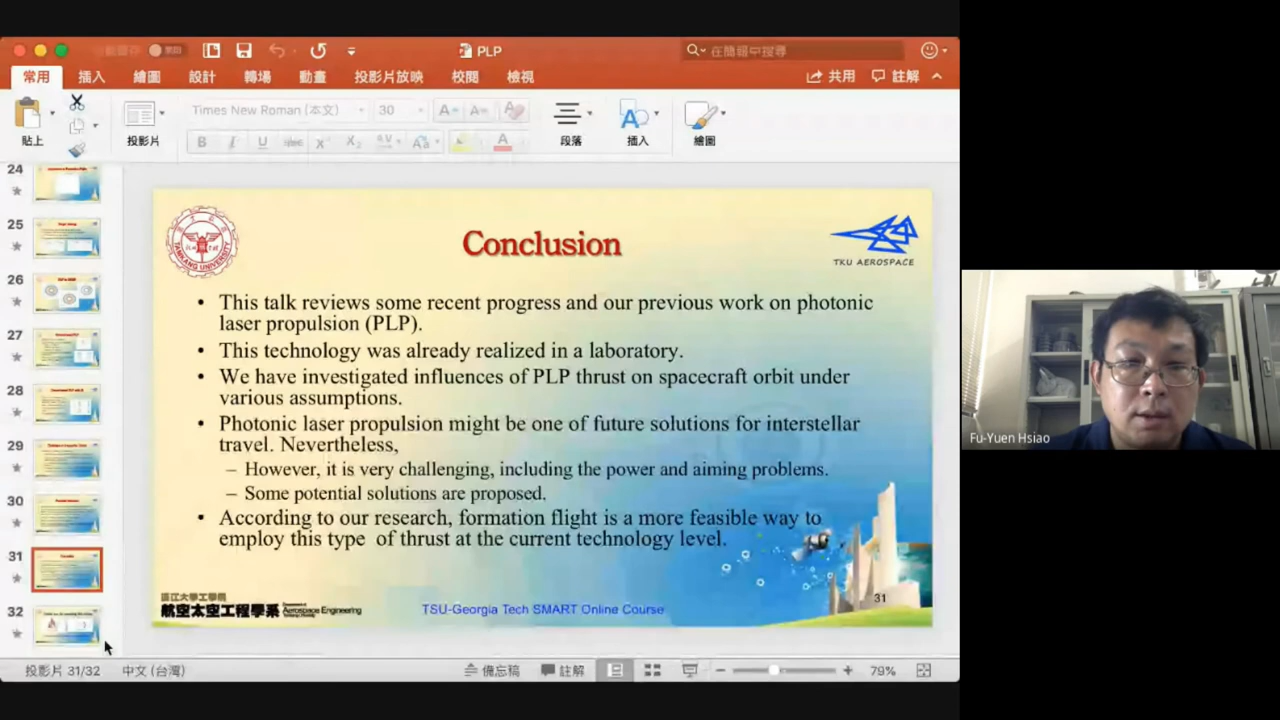 PLP
在簡報中搜尋
常用 插入 繪圖 設計 轉場 動畫 投影片放映 校閱 檢視 共用 註解
貼上 投影片 Times New Roman (本文) 30 段落 插入 繪圖
24
25
26
27
28
29
30
31
32
TAMKANG UNIVERSITY
Conclusion
TKU AEROSPACE
• This talk reviews some recent progress and our previous work on photonic
laser propulsion (PLP).
• This technology was already realized in a laboratory.
• We have investigated influences of PLP thrust on spacecraft orbit under
various assumptions.
• Photonic laser propulsion might be one of future solutions for interstellar
travel. Nevertheless,
– However, it is very challenging, including the power and aiming problems.
– Some potential solutions are proposed.
• According to our research, formation flight is a more feasible way to
employ this type of thrust at the current technology level.
31
淡江大學工學院
航空太空工程學系 Aerospace Engineering
TSU-Georgia Tech SMART Online Course
投影片 31/32 中文 (台灣) 備忘稿 註解 79%
Fu-Yuen Hsiao